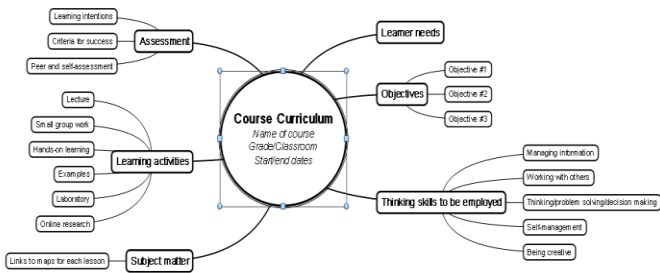 Learning intentions
Criteria for success
Peer and self-assessment
Assessment
Lecture
Small group work
Hands-on learning
Examples
Laboratory
Online research
Learning activities
Links to maps for each lesson
Subject matter
Course Curriculum
Name of course
Grade/Classroom
Start/end dates
Learner needs
Objectives
Objective #1
Objective #2
Objective #3
Thinking skills to be employed
Managing information
Working with others
Thinking/problem solving/decision making
Self-management
Being creative